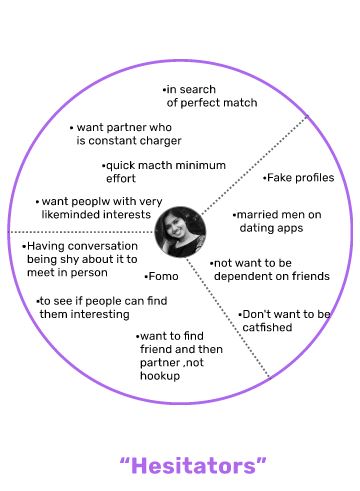 •in search
of perfect match
• want partner who
is constant charger
•quick macth minimum
effort
• want peoplw with very
likeminded interests
•Fake profiles
•married men on
dating apps
•not want to be
dependent on friends
•Don't want to be
catfished
•Having conversation
being shy about it to
meet in person
•Fomo
•to see if people can find
them interesting
•want to find
friend and then
partner ,not
hookup
“Hesitators”